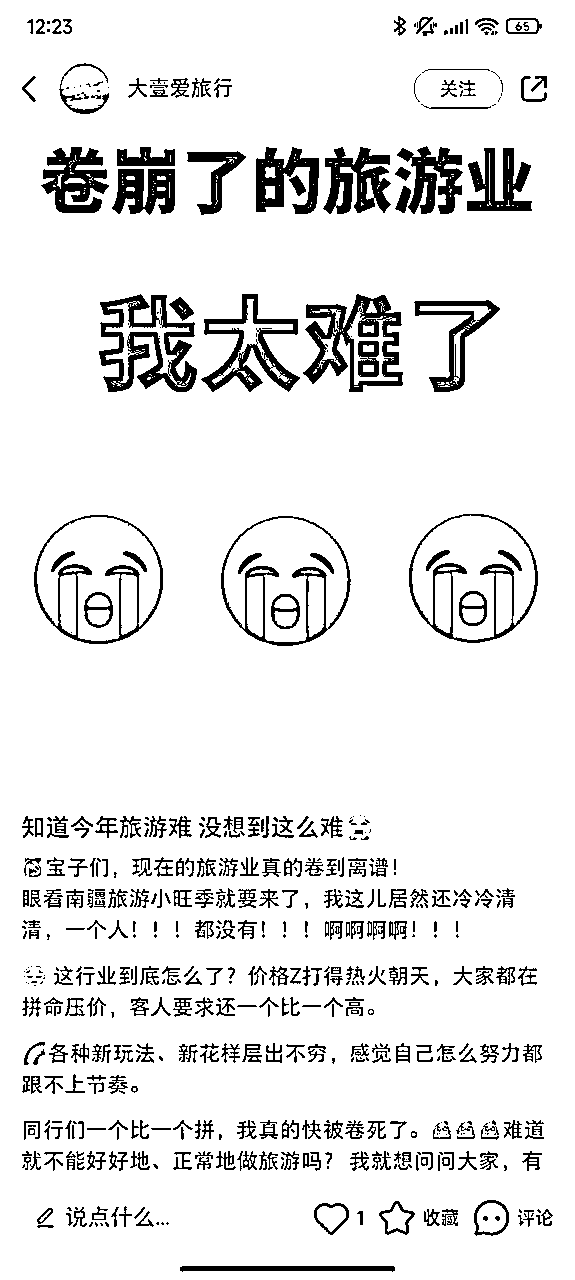 12:23
65
大壹爱旅行
关注
卷崩了的旅游业
我太难了
知道今年旅游难 没想到这么难
宝子们，现在的旅游业真的卷到离谱！
眼看南疆旅游小旺季就要来了，我这儿居然还冷冷清
清，一个人！！！都没有！！！啊啊啊啊！！！
这行业到底怎么了？价格Z打得热火朝天，大家都在
拼命压价，客人要求还一个比一个高。
各种新玩法、新花样层出不穷，感觉自己怎么努力都
跟不上节奏。
同行们一个比一个拼，我真的快被卷死了。难道
就不能好好地、正常地做旅游吗？我就想问问大家，有
说点什么...
1
收藏
评论